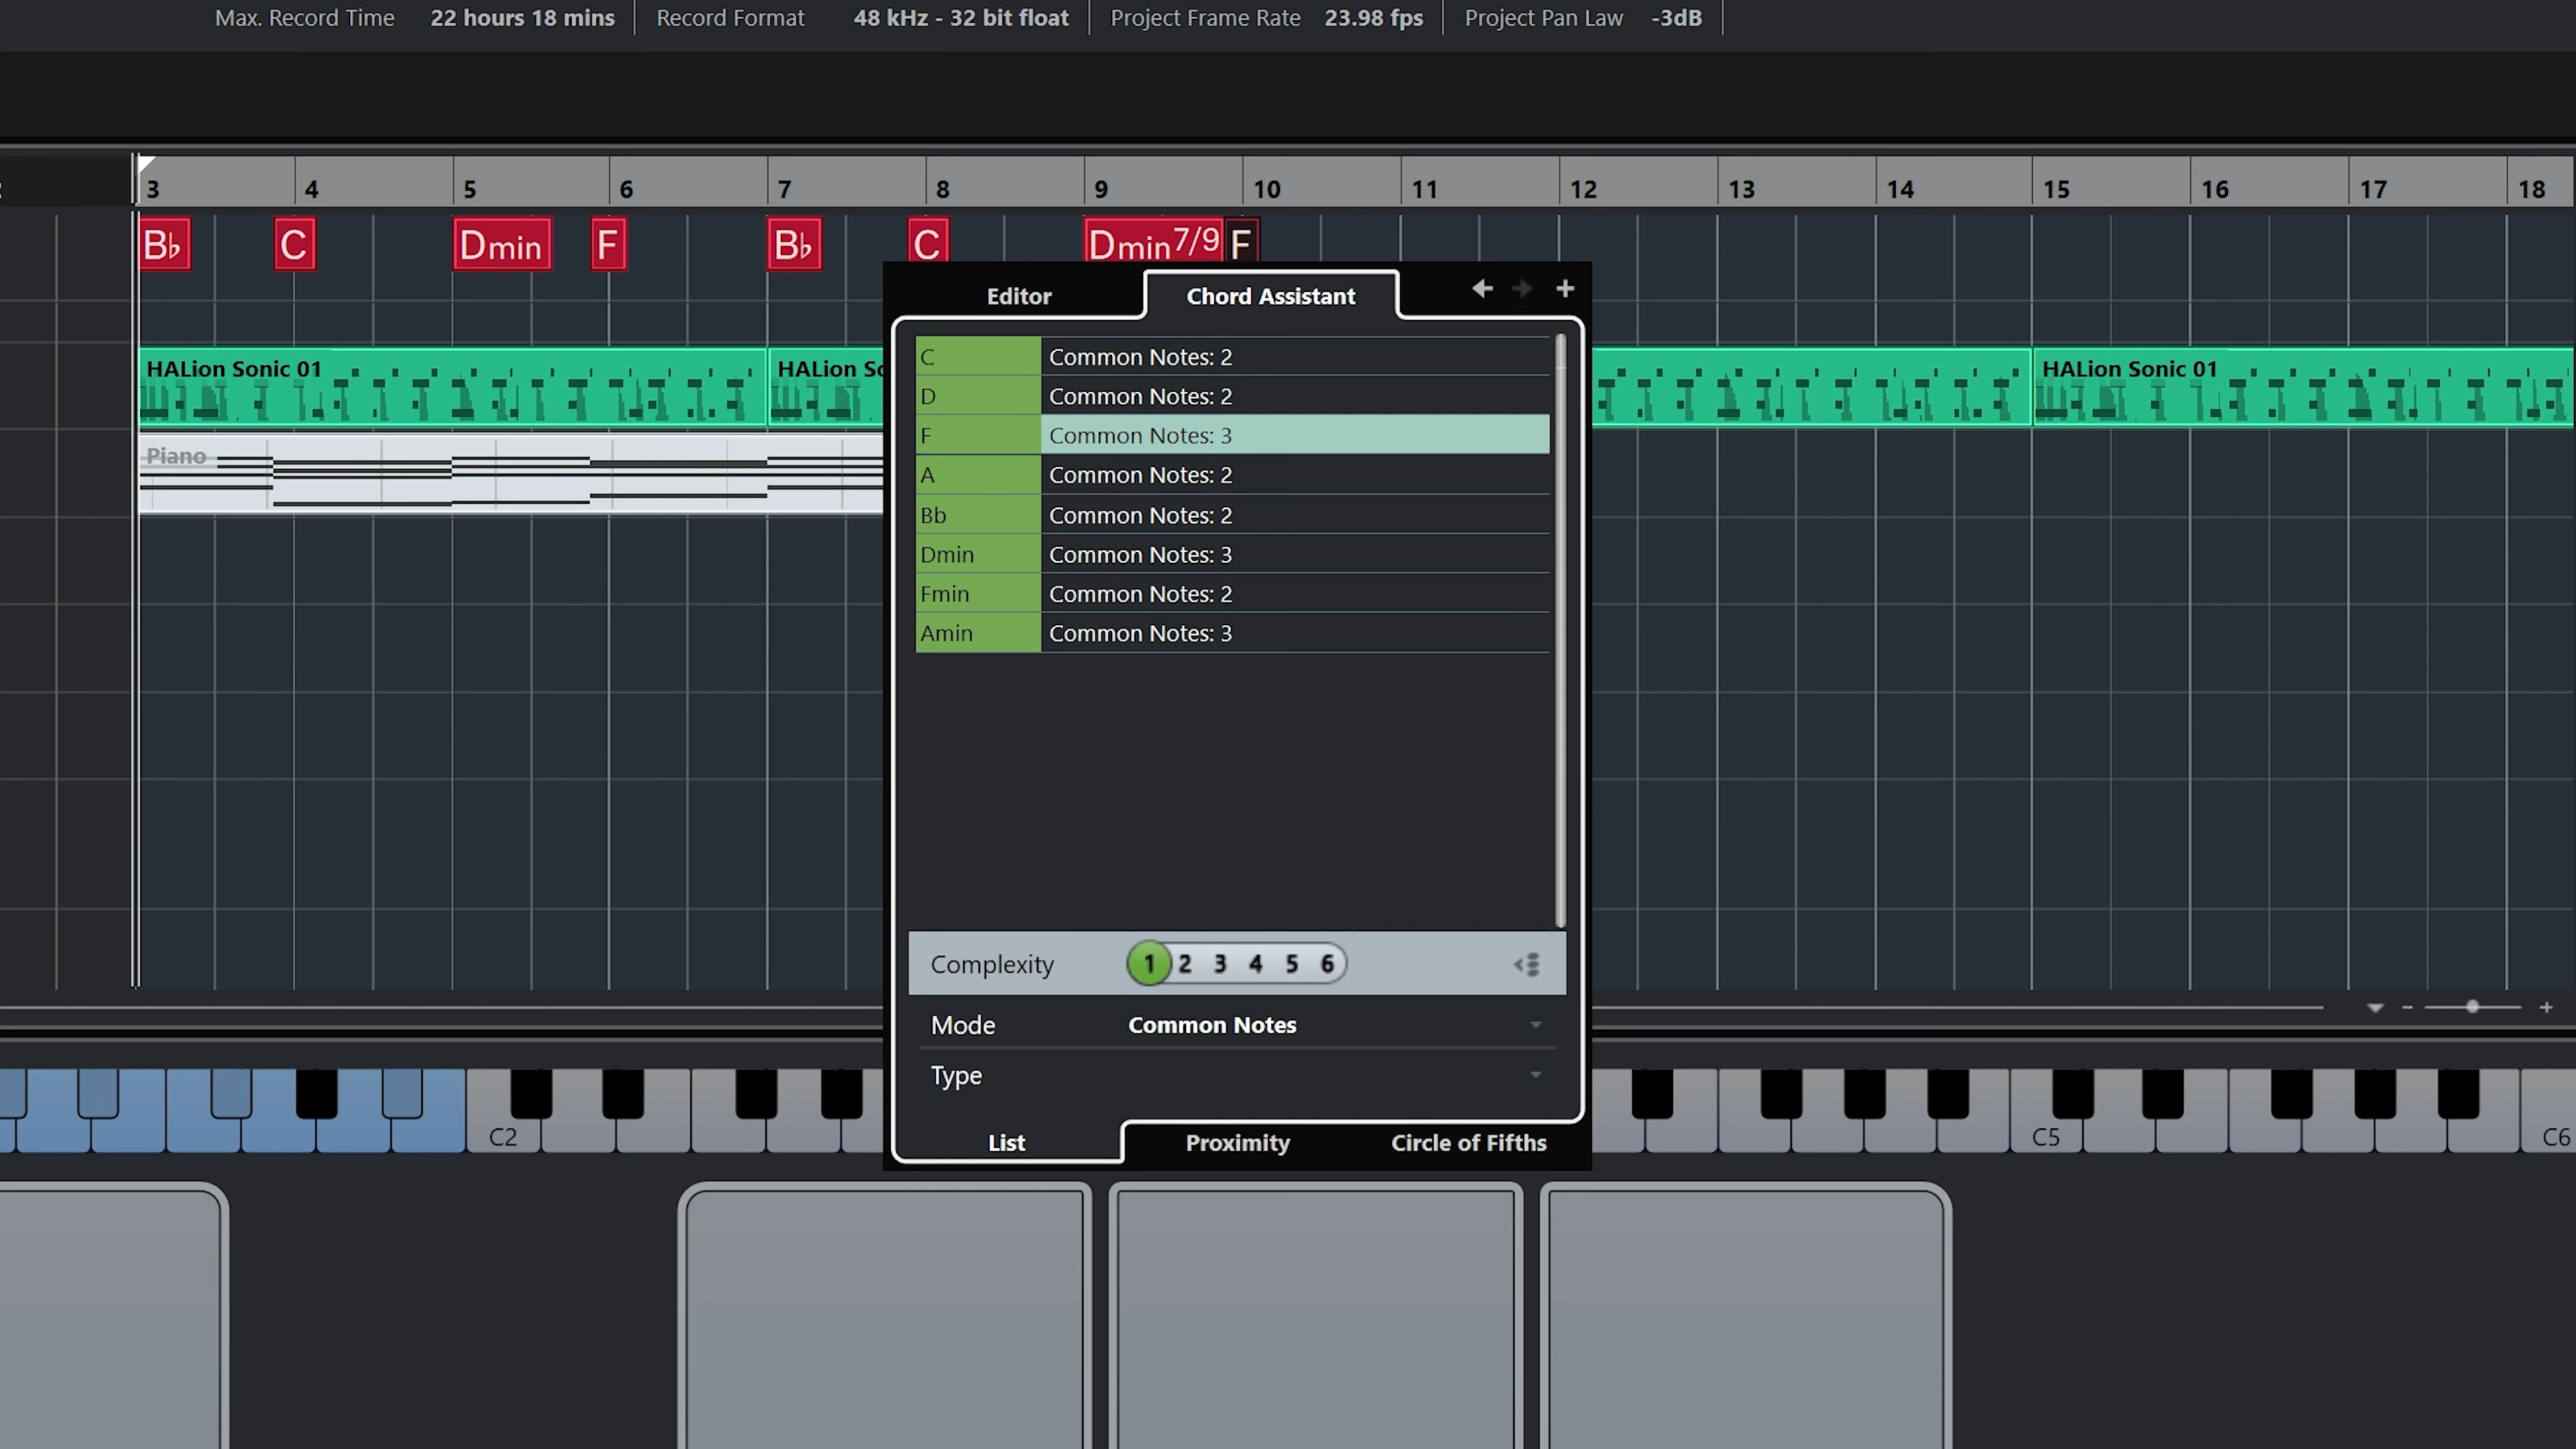 Max. Record Time 22 hours 18 mins Record Format 48 kHz - 32 bit float Project Frame Rate 23.98 fps Project Pan Law -3dB
3 4 5 6 7 8 9 10 11 12 13 14 15 16 17 18
B♭ C Dmin F B♭ C Dmin7/9 F
Editor Chord Assistant
C Common Notes: 2
D Common Notes: 2
F Common Notes: 3
A Common Notes: 2
Bb Common Notes: 2
Dmin Common Notes: 3
Fmin Common Notes: 2
Amin Common Notes: 3
HALion Sonic 01 HALion So HALion Sonic 01
Piano
Complexity 1 2 3 4 5 6
Mode Common Notes
Type
List Proximity Circle of Fifths
C2 C5 C6